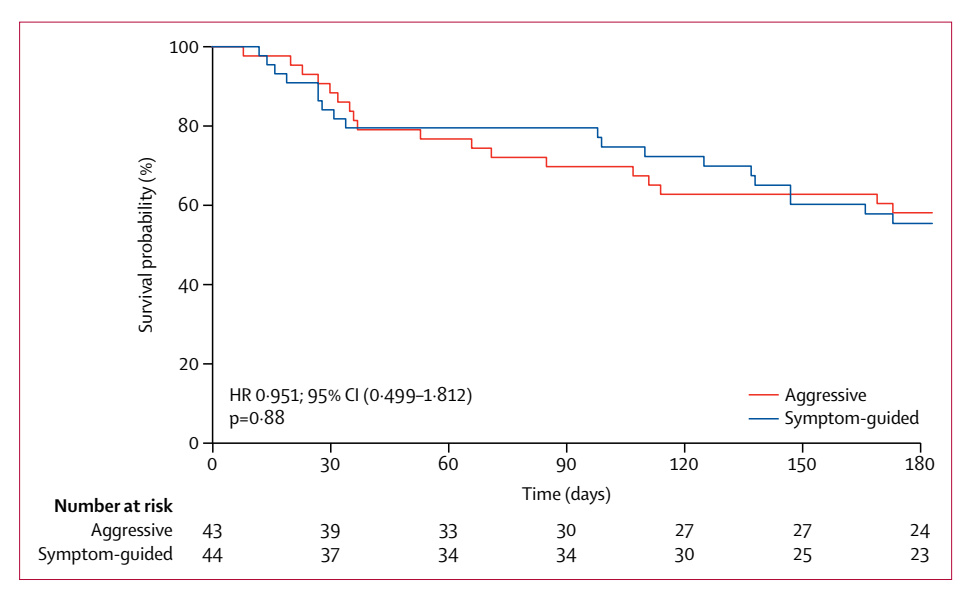 100
80
60
40
20
0
Survival probability (%)
HR 0·951; 95% CI (0·499–1·812)
p=0·88
Aggressive
Symptom-guided
0 30 60 90 120 150 180
Time (days)
Number at risk
Aggressive 43 39 33 30 27 27 24
Symptom-guided 44 37 34 34 30 25 23